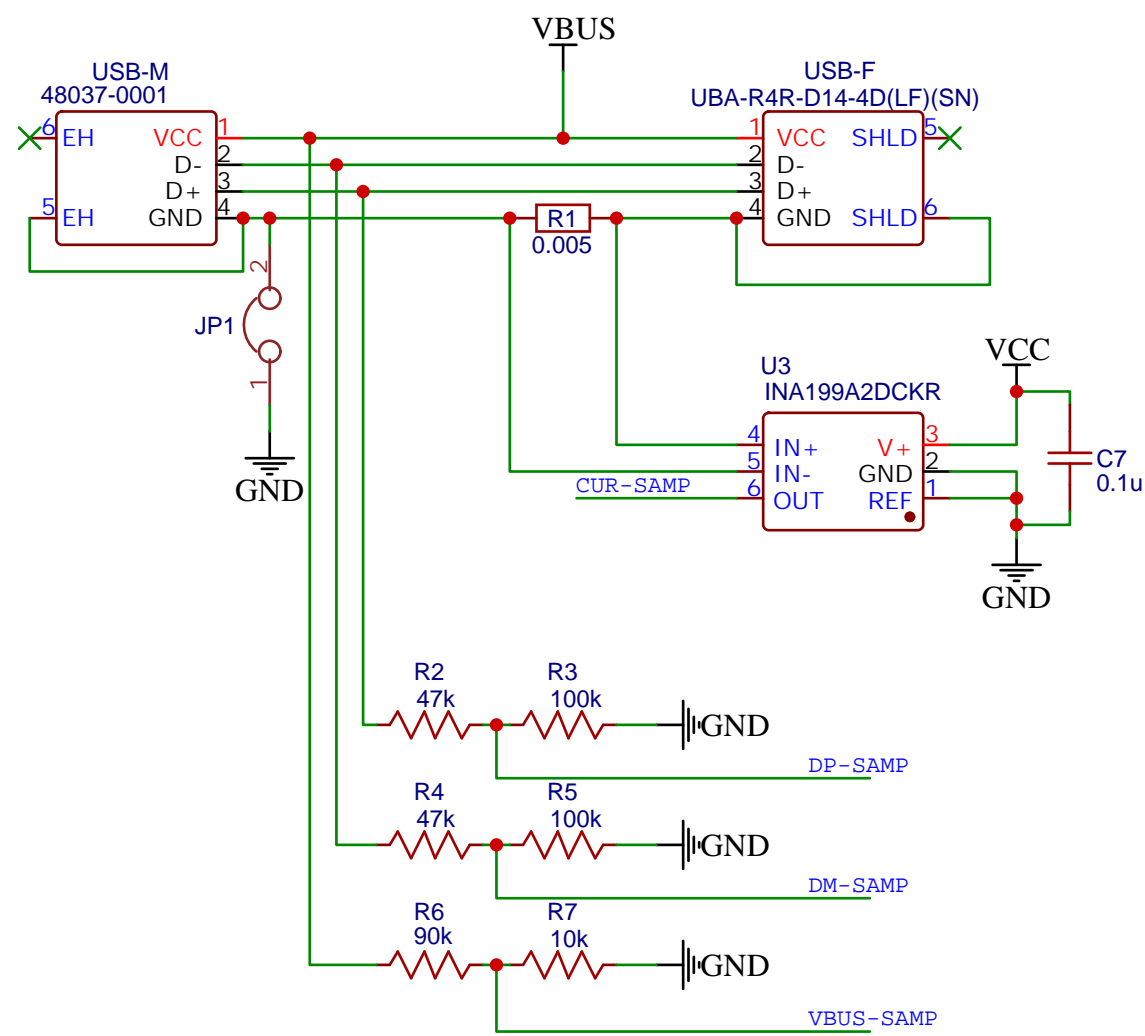 VBUS
USB-M
48037-0001
USB-F
UBA-R4R-D14-4D(LF)(SN)
6 EH VCC 1
D- 2
D+ 3
5 EH GND 4
1 VCC SHLD 5
2 D-
3 D+
4 GND SHLD 6
R1
0.005
2
JP1
1
GND
VCC
U3
INA199A2DCKR
4 IN+ V+ 3
5 IN- GND 2
6 OUT REF 1
CUR-SAMP
C7
0.1u
GND
R2 R3
47k 100k
GND
DP-SAMP
R4 R5
47k 100k
GND
DM-SAMP
R6 R7
90k 10k
GND
VBUS-SAMP